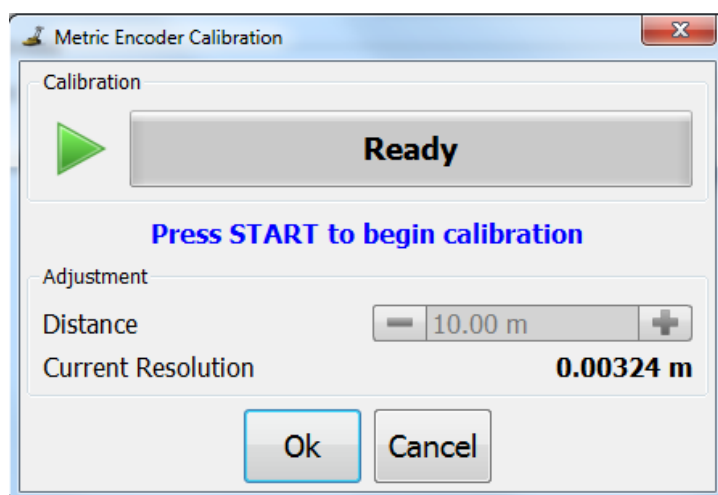 Metric Encoder Calibration
Calibration
Ready
Press START to begin calibration
Adjustment
Distance 10.00 m
Current Resolution 0.00324 m
Ok Cancel